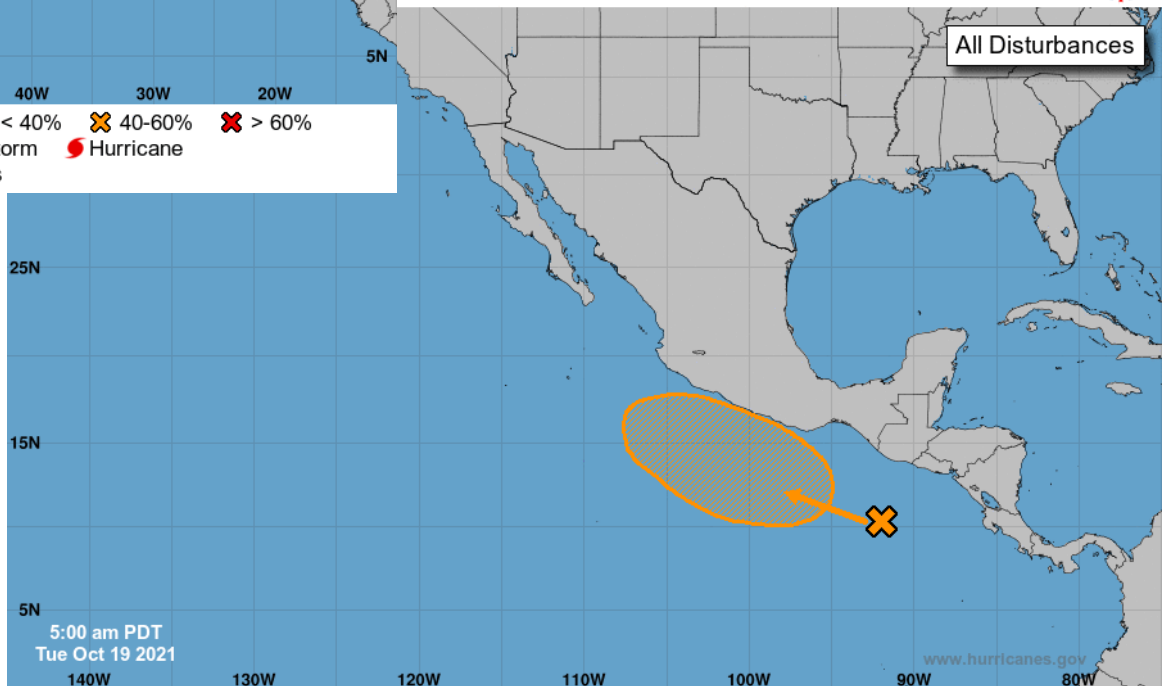 All Disturbances
5N
40W 30W 20W
< 40% 40-60% > 60%
Hurricane
25N
15N
5N
5:00 am PDT
Tue Oct 19 2021
www.hurricanes.gov
140W 130W 120W 110W 100W 90W 80W